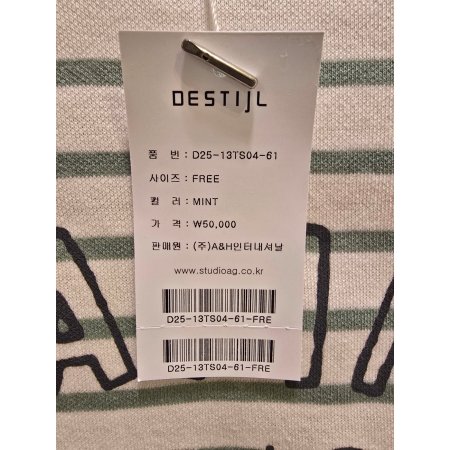 DESTIJL
품 번 : D25-13TS04-61
사이즈 : FREE
컬 러 : MINT
가 격 : ₩50,000
판매원 : (주)A&H인터내셔날
www.studioag.co.kr
D25-13TS04-61-FRE
D25-13TS04-61-FRE